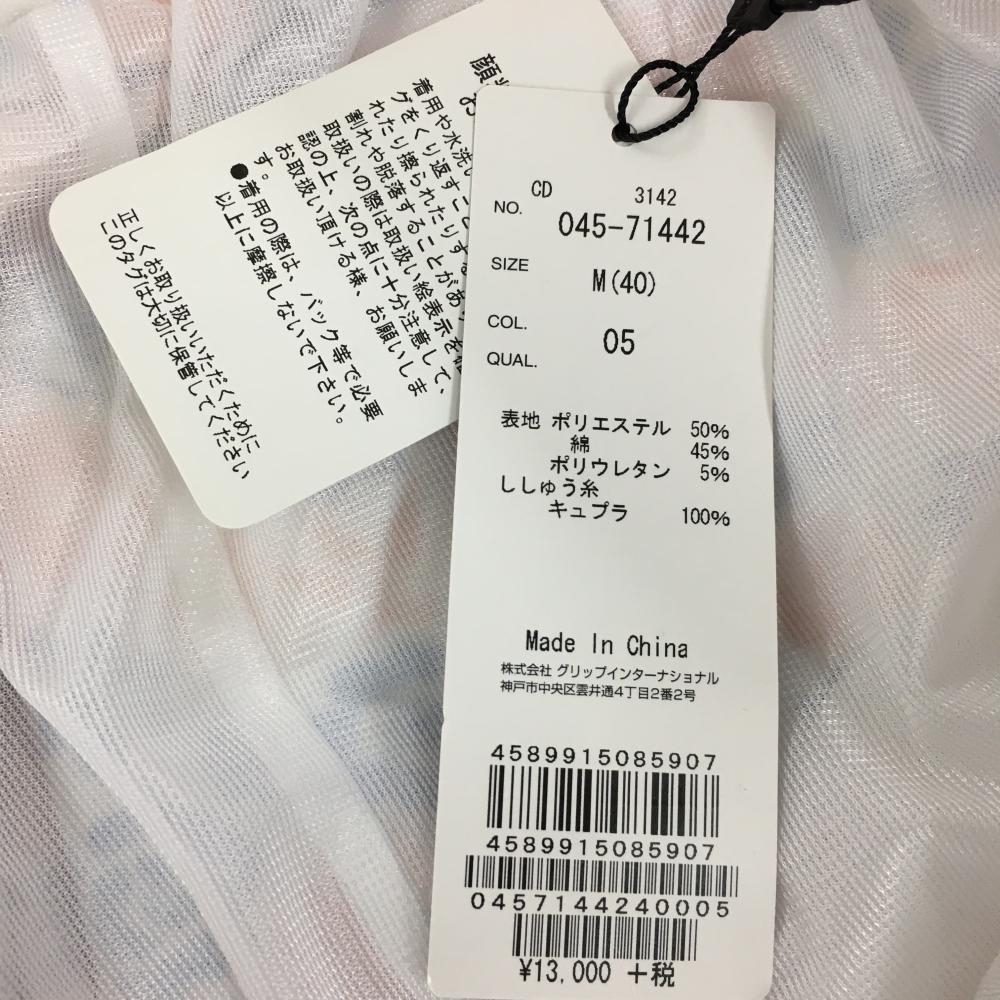 顔料
お
着用や水洗い
グをくり返すこと
れたり擦られたりする
割れや脱落することがあ
取扱いの際は取扱い絵表示を確
認の上、次の点に十分注意して、
お取扱い頂ける様、お願いしま
す。
●着用の際は、バック等で必要
以上に摩擦しないで下さい。
正しくお取り扱いいただくために
このタグは大切に保管してください
CD 3142
NO. 045-71442
SIZE M(40)
COL. 05
QUAL.
表地 ポリエステル 50%
綿 45%
ポリウレタン 5%
ししゅう糸
キュプラ 100%
Made In China
株式会社 グリップインターナショナル
神戸市中央区雲井通4丁目2番2号
4589915085907
4589915085907
0457144240005
¥13,000 +税